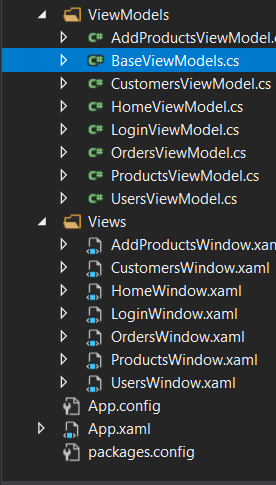 ViewModels
C# AddProductsViewModel.c
C# BaseViewModels.cs
C# CustomersViewModel.cs
C# HomeViewModel.cs
C# LoginViewModel.cs
C# OrdersViewModel.cs
C# ProductsViewModel.cs
C# UsersViewModel.cs
Views
AddProductsWindow.xam
CustomersWindow.xaml
HomeWindow.xaml
LoginWindow.xaml
OrdersWindow.xaml
ProductsWindow.xaml
UsersWindow.xaml
App.config
App.xaml
packages.config